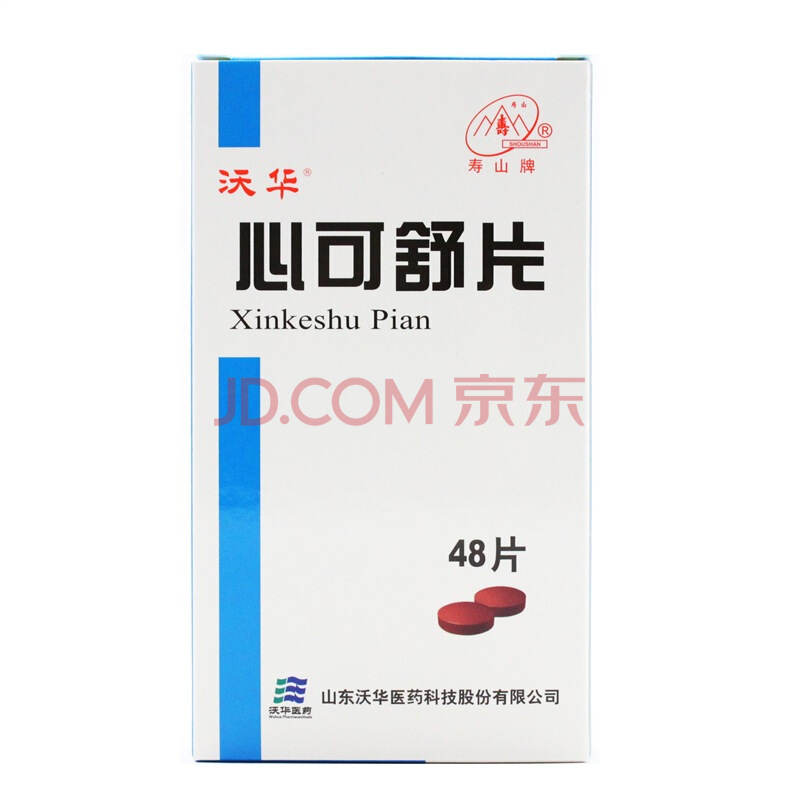 寿山
壽
®
SHOUSHAN
寿山牌
沃华®
心可舒片
Xinkeshu Pian
JD.COM 京东
48片
沃华医药
山东沃华医药科技股份有限公司